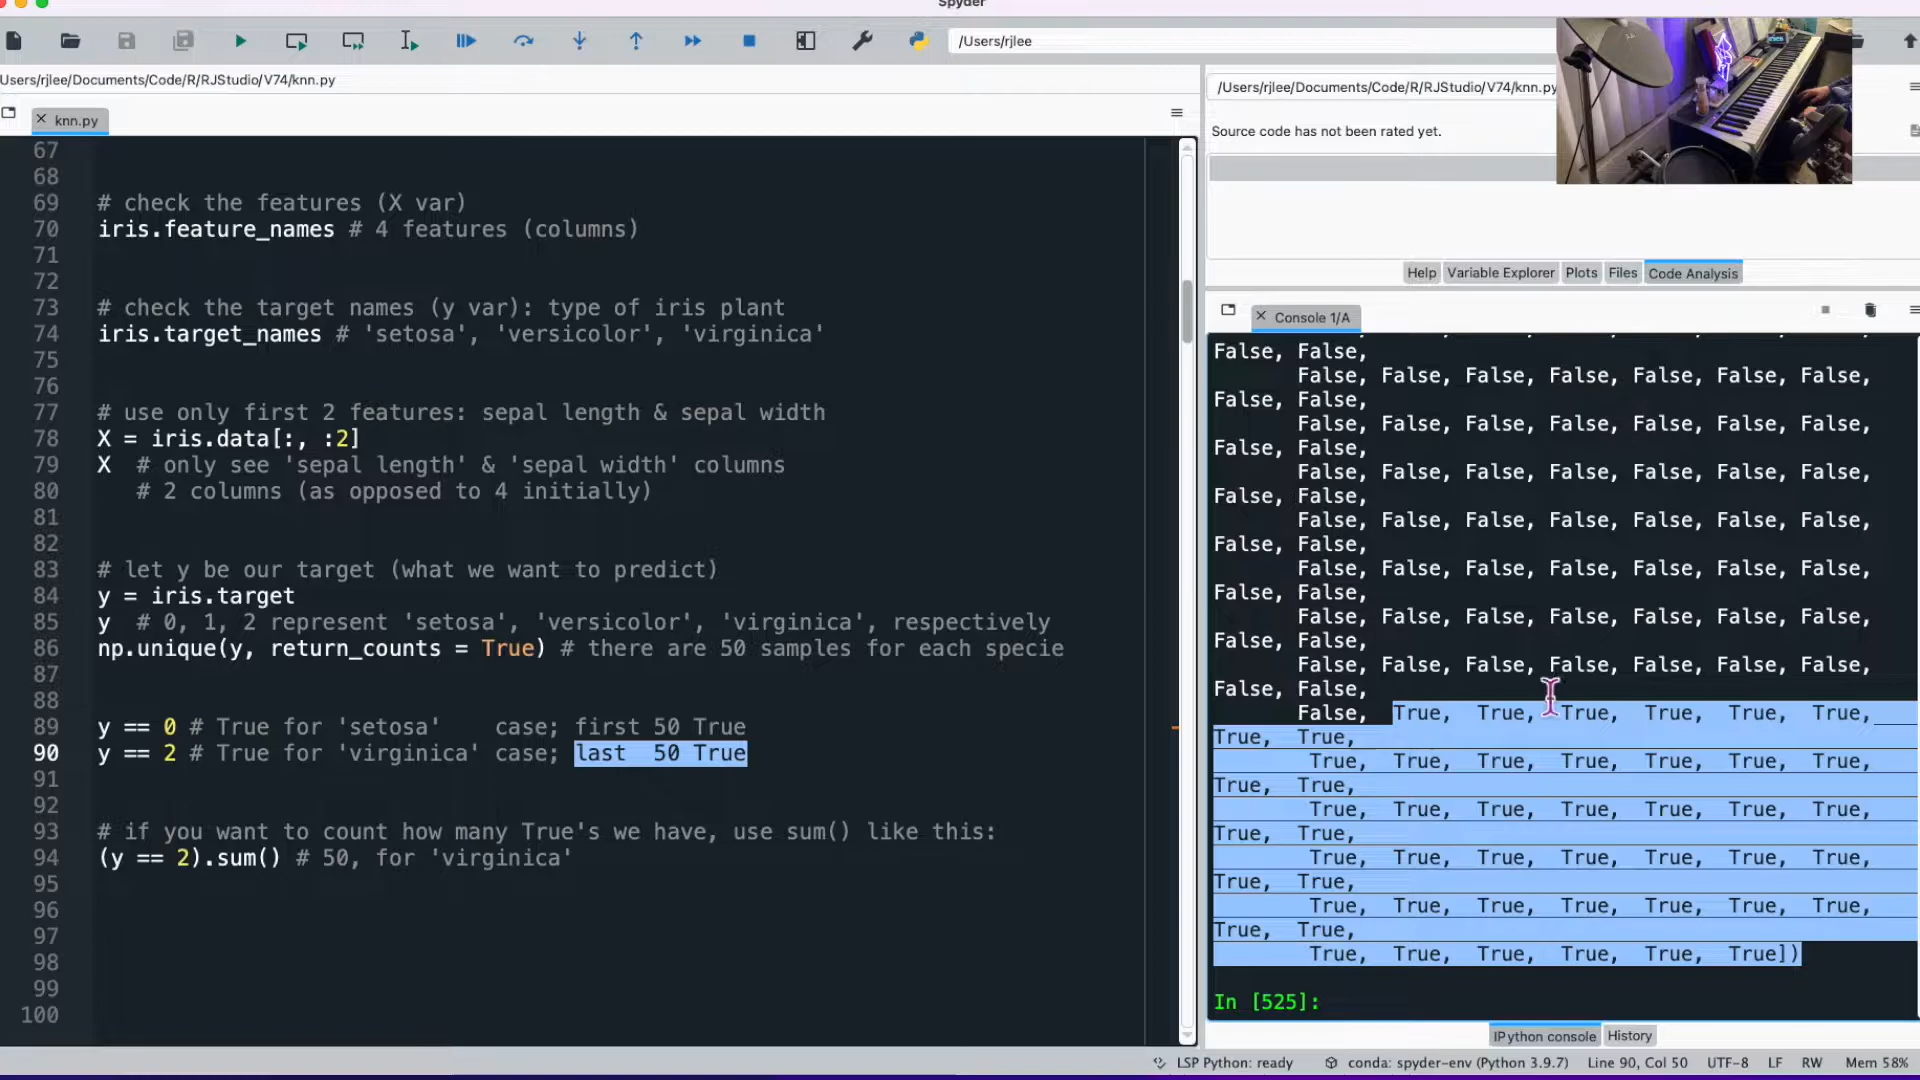 Spyder
/Users/rjlee
Users/rjlee/Documents/Code/R/RJStudio/V74/knn.py
knn.py
67
68
69 # check the features (X var)
70 iris.feature_names # 4 features (columns)
71
72
73 # check the target names (y var): type of iris plant
74 iris.target_names # 'setosa', 'versicolor', 'virginica'
75
76
77 # use only first 2 features: sepal length & sepal width
78 X = iris.data[:, :2]
79 X  # only see 'sepal length' & 'sepal width' columns
80    # 2 columns (as opposed to 4 initially)
81
82
83 # let y be our target (what we want to predict)
84 y = iris.target
85 y  # 0, 1, 2 represent 'setosa', 'versicolor', 'virginica', respectively
86 np.unique(y, return_counts = True) # there are 50 samples for each specie
87
88
89 y == 0 # True for 'setosa'    case; first 50 True
90 y == 2 # True for 'virginica' case; last  50 True
91
92
93 # if you want to count how many True's we have, use sum() like this:
94 (y == 2).sum() # 50, for 'virginica'
95
96
97
98
99
100
/Users/rjlee/Documents/Code/R/RJStudio/V74/knn.py
Source code has not been rated yet.
Help Variable Explorer Plots Files Code Analysis
Console 1/A
False, False,
False, False, False, False, False, False, False,
False, False,
False, False, False, False, False, False, False,
False, False,
False, False, False, False, False, False, False,
False, False,
False, False, False, False, False, False, False,
False, False,
False, False, False, False, False, False, False,
False, False,
False, False, False, False, False, False, False,
False, False,
False, False, False, False, False, False, False,
False, False,
False, True, True, True, True, True, True,
True, True,
True, True, True, True, True, True, True,
True, True,
True, True, True, True, True, True, True,
True, True,
True, True, True, True, True, True, True,
True, True,
True, True, True, True, True, True, True,
True, True,
True, True, True, True, True, True])
In [525]:
IPython console History
LSP Python: ready conda: spyder-env (Python 3.9.7) Line 90, Col 50 UTF-8 LF RW Mem 58%